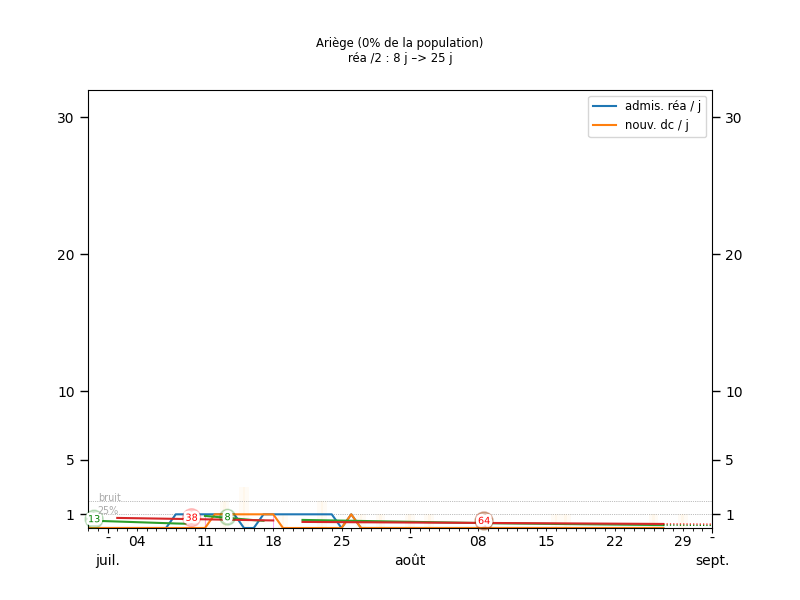 Ariège (0% de la population)
réa /2 : 8 j –> 25 j
admis. réa / j
nouv. dc / j
30
30
20
20
10
10
5
5
bruit
25%
1
1
13
38
8
64
- 04 11 18 25 - 08 15 22 29 -
juil. août sept.